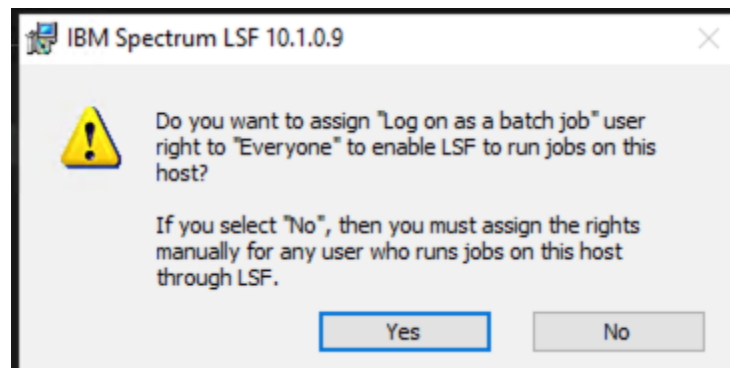 IBM Spectrum LSF 10.1.0.9
Do you want to assign "Log on as a batch job" user
right to "Everyone" to enable LSF to run jobs on this
host?
If you select "No", then you must assign the rights
manually for any user who runs jobs on this host
through LSF.
Yes
No